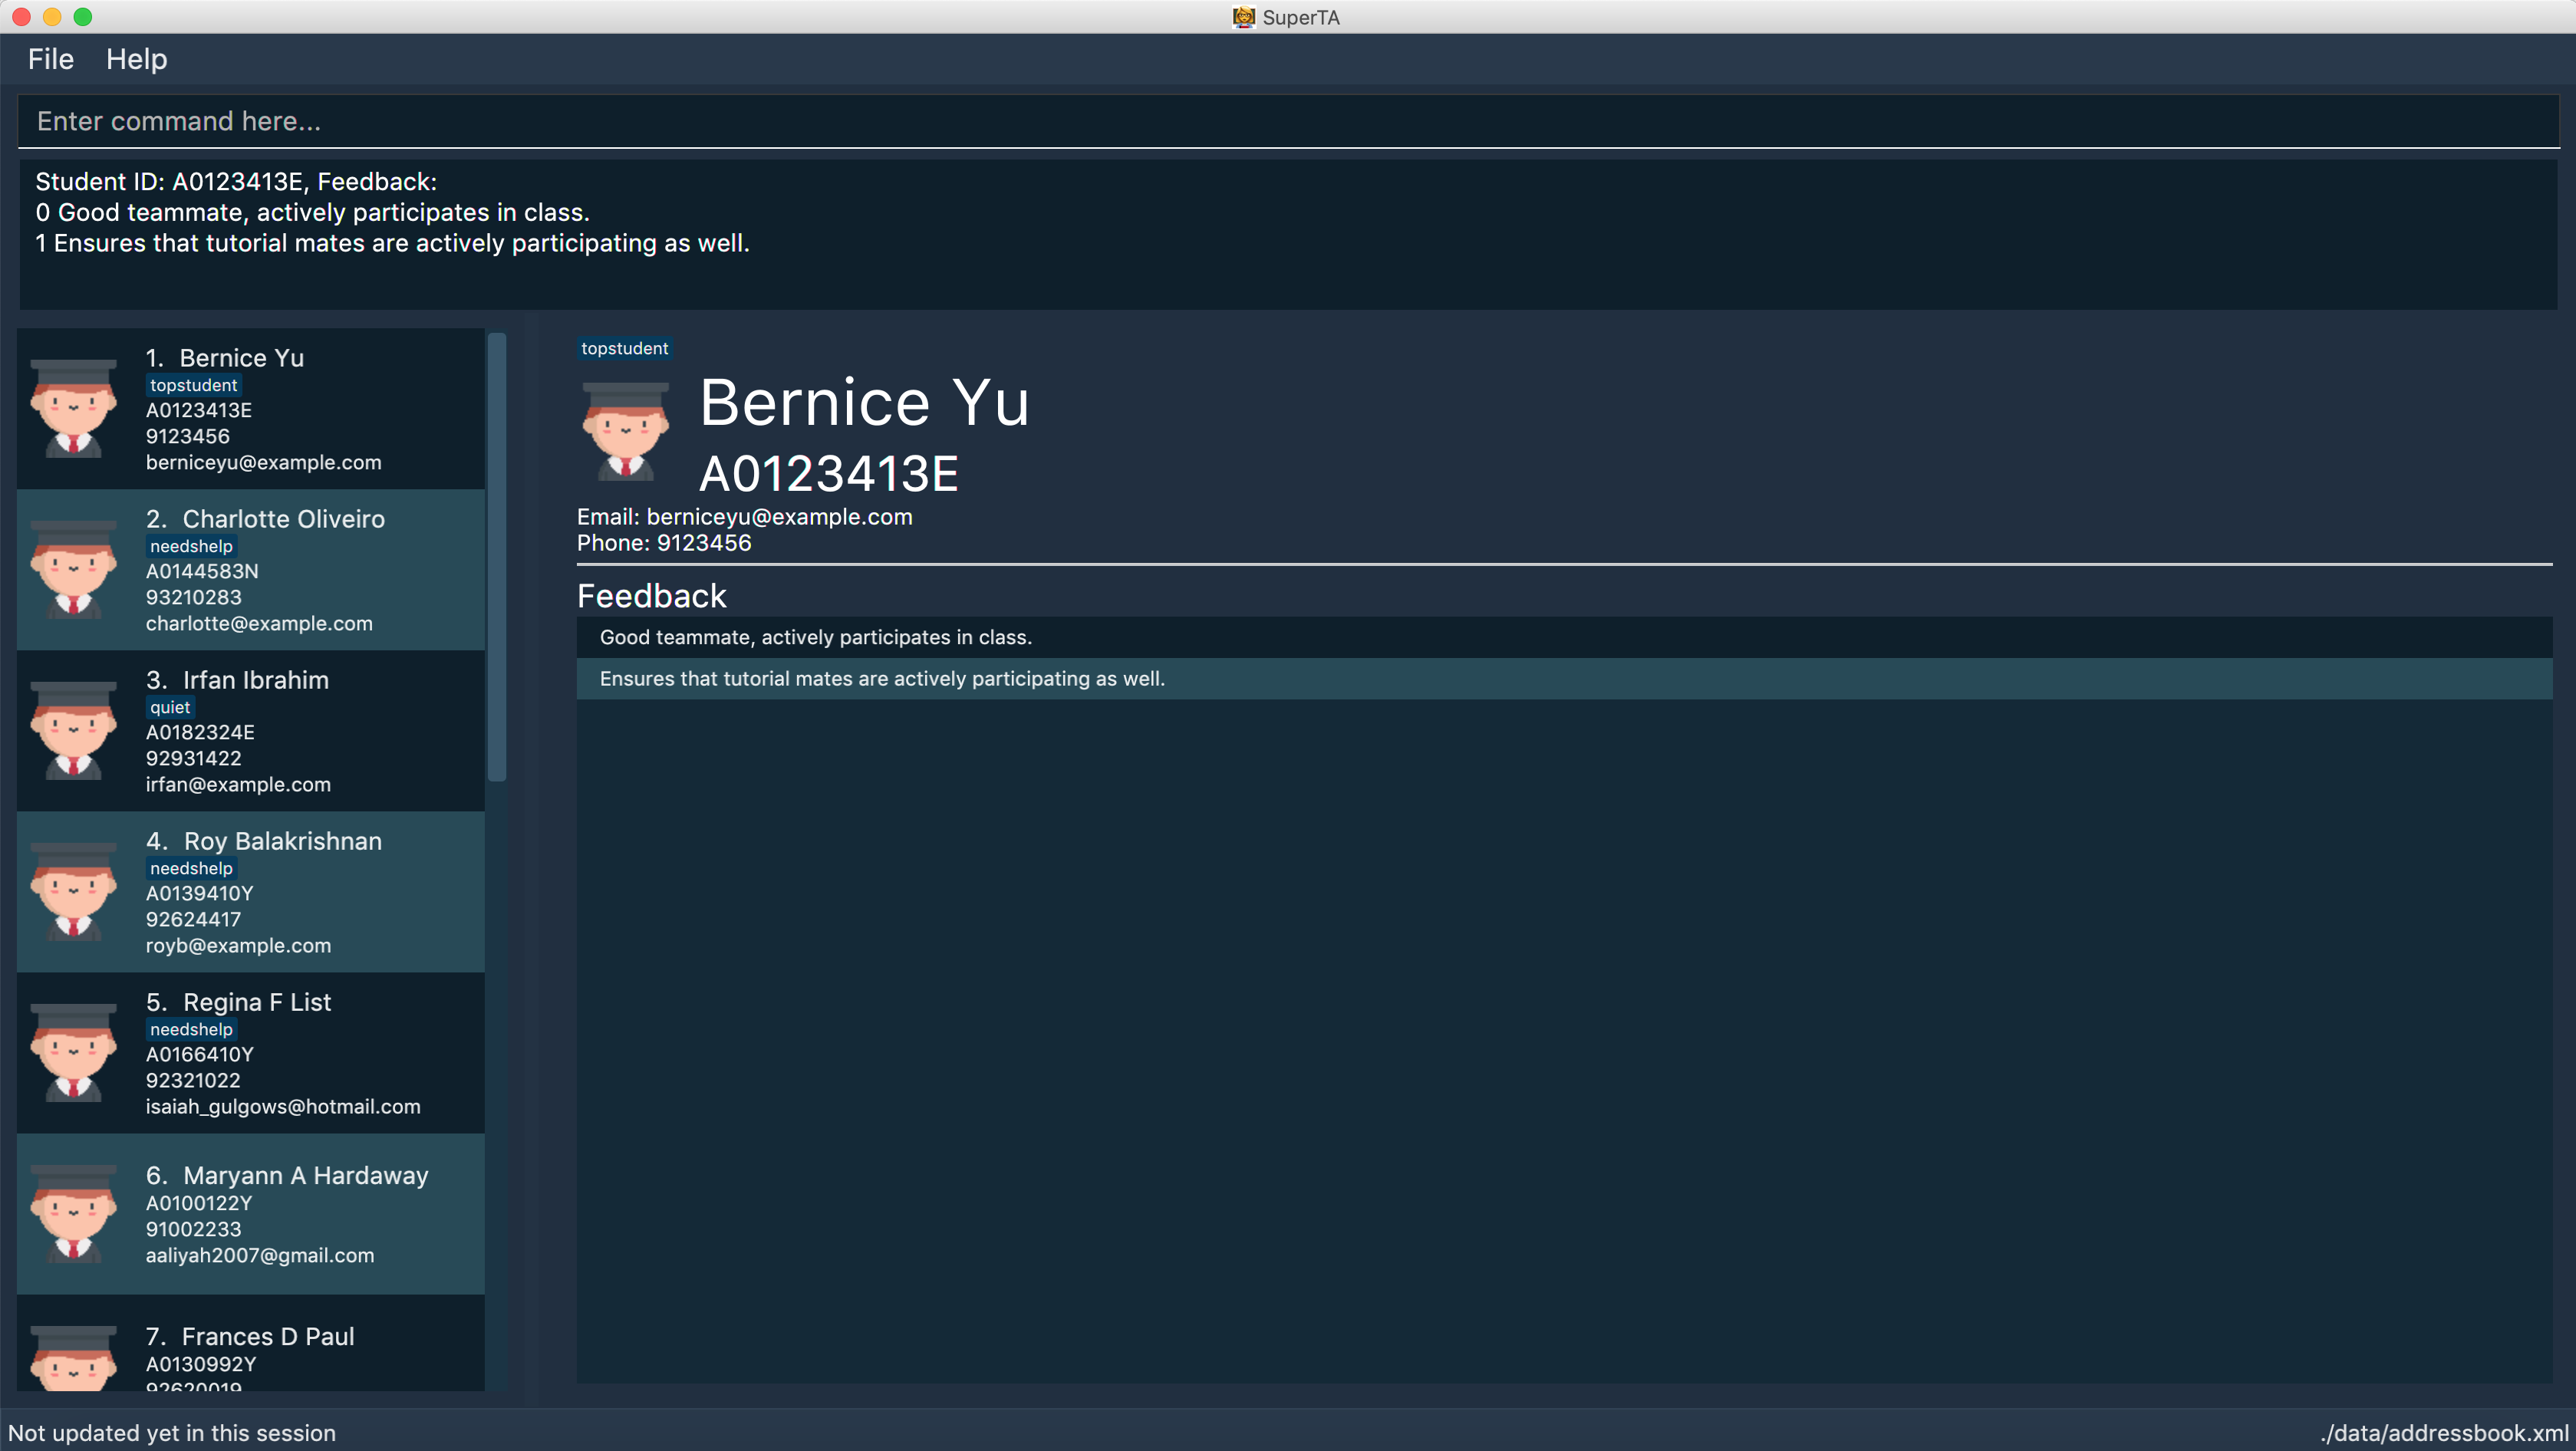 SuperTA
File Help
Enter command here...
Student ID: A0123413E, Feedback:
0 Good teammate, actively participates in class.
1 Ensures that tutorial mates are actively participating as well.
1. Bernice Yu
topstudent
A0123413E
9123456
berniceyu@example.com
2. Charlotte Oliveiro
needshelp
A0144583N
93210283
charlotte@example.com
3. Irfan Ibrahim
quiet
A0182324E
92931422
irfan@example.com
4. Roy Balakrishnan
needshelp
A0139410Y
92624417
royb@example.com
5. Regina F List
needshelp
A0166410Y
92321022
isaiah_gulgows@hotmail.com
6. Maryann A Hardaway
A0100122Y
91002233
aaliyah2007@gmail.com
7. Frances D Paul
A0130992Y
92620019
topstudent
Bernice Yu
A0123413E
Email: berniceyu@example.com
Phone: 9123456
Feedback
Good teammate, actively participates in class.
Ensures that tutorial mates are actively participating as well.
Not updated yet in this session
./data/addressbook.xml